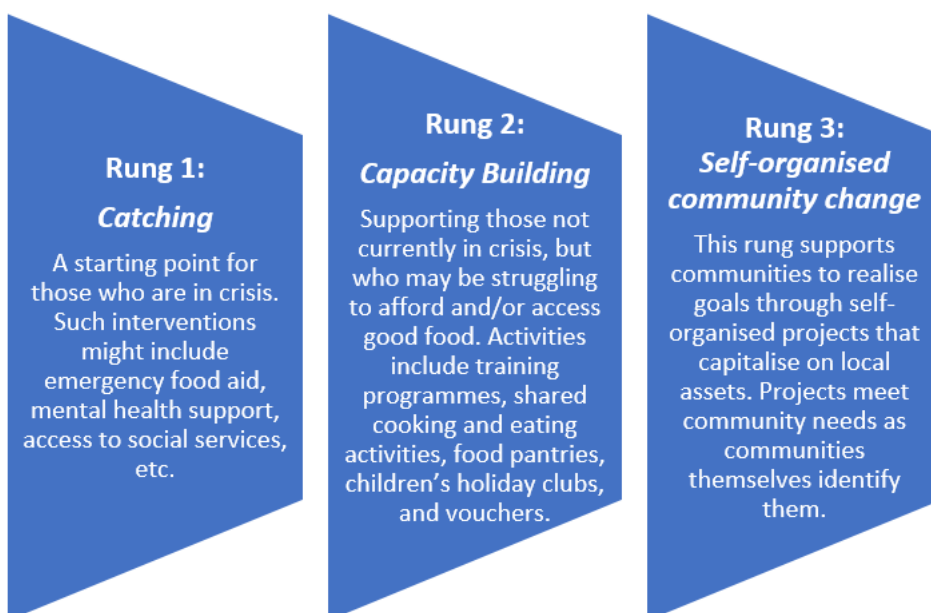 Rung 1:
Catching
A starting point for
those who are in crisis.
Such interventions
might include
emergency food aid,
mental health support,
access to social services,
etc.
Rung 2:
Capacity Building
Supporting those not
currently in crisis, but
who may be struggling
to afford and/or access
good food. Activities
include training
programmes, shared
cooking and eating
activities, food pantries,
children’s holiday clubs,
and vouchers.
Rung 3:
Self-organised
community change
This rung supports
communities to realise
goals through self-
organised projects that
capitalise on local
assets. Projects meet
community needs as
communities
themselves identify
them.